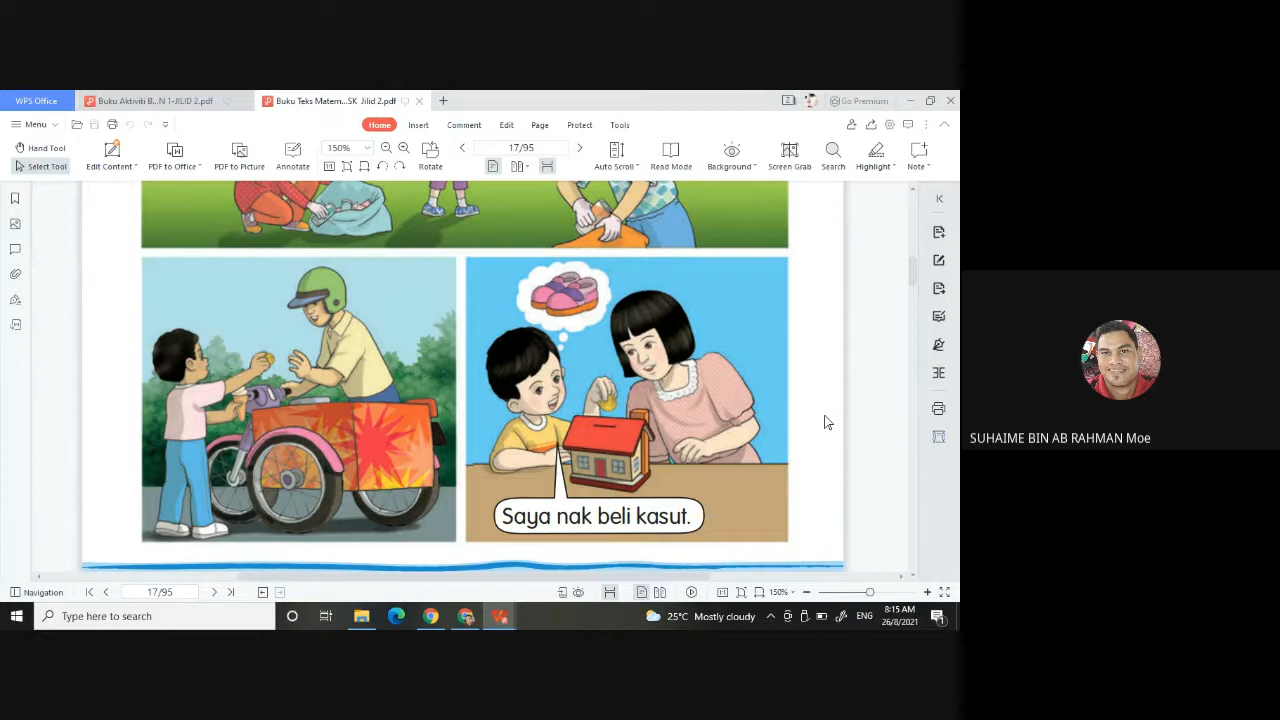 WPS Office
Buku Aktiviti B...N 1-JILID 2.pdf
Buku Teks Matem...SK Jilid 2.pdf
2
Go Premium
Menu
Home
Insert
Comment
Edit
Page
Protect
Tools
Hand Tool
Select Tool
Edit Content
PDF to Office
PDF to Picture
Annotate
150%
17/95
Rotate
Auto Scroll
Read Mode
Background
Screen Grab
Search
Highlight
Note
Saya nak beli kasut.
SUHAIME BIN AB RAHMAN Moe
Navigation
17/95
150%
Type here to search
25°C Mostly cloudy
ENG
8:15 AM
26/8/2021
1